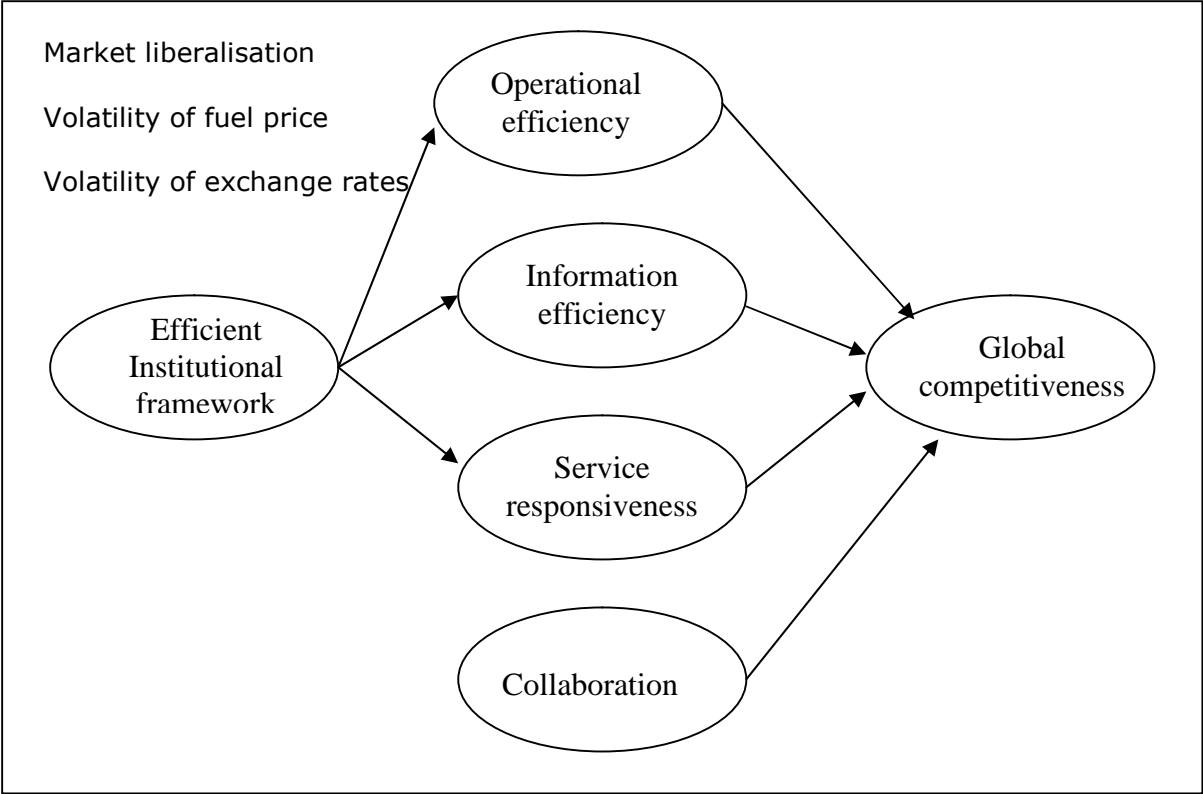 Market liberalisation
Volatility of fuel price
Volatility of exchange rates
Operational
efficiency
Information
efficiency
Efficient
Institutional
framework
Global
competitiveness
Service
responsiveness
Collaboration